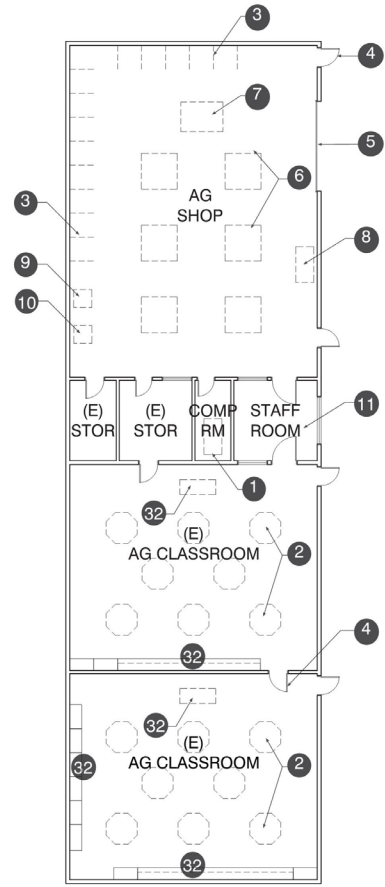 3
4
7
5
6
AG
SHOP
3
8
9
10
(E)
STOR
(E)
STOR
COMP
RM
STAFF
ROOM
11
1
32
(E)
AG CLASSROOM
2
4
32
32
(E)
AG CLASSROOM
2
32
32